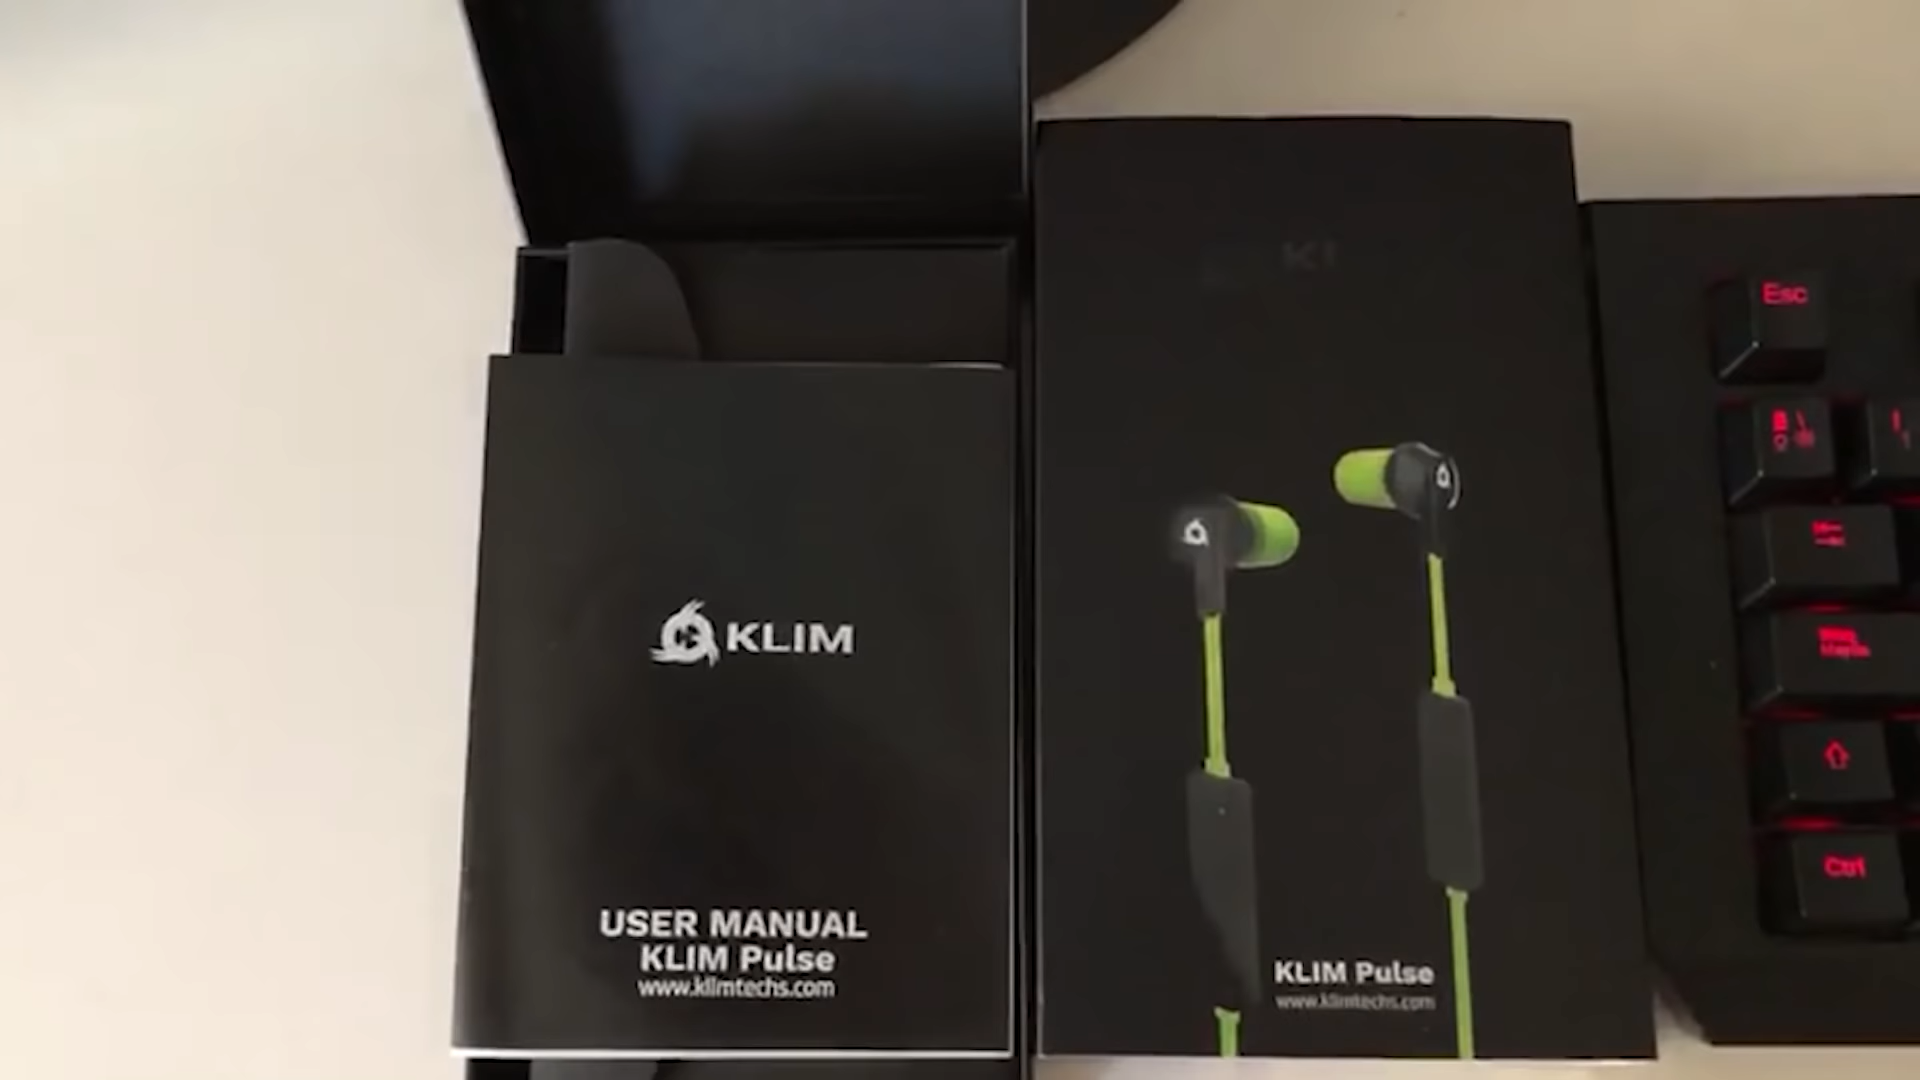 KLIM
USER MANUAL
KLIM Pulse
www.klimtechs.com
KLIM Pulse
www.klimtechs.com
Esc
Ctrl